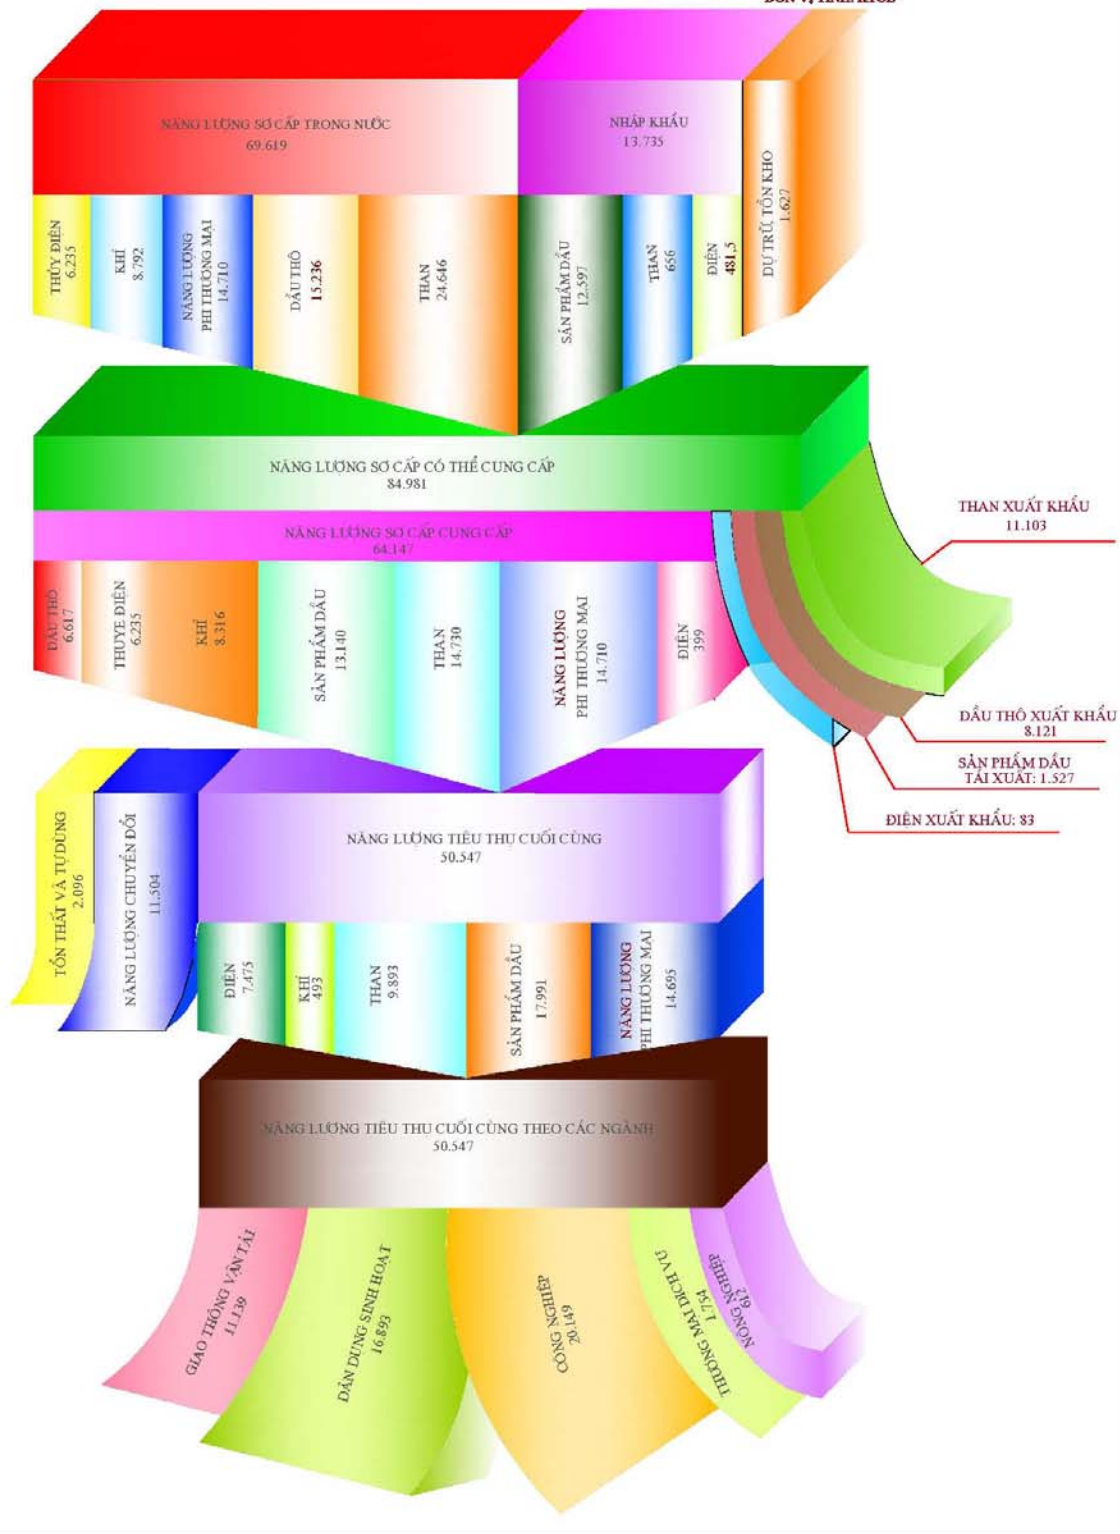 NĂNG LƯỢNG SƠ CẤP TRONG NƯỚC
69.619
NHẬP KHẨU
13.735
DỰ TRỮ, TỒN KHO
1.627
THỦY ĐIỆN
6.235
KHÍ
8.792
NĂNG LƯỢNG
PHI THƯƠNG MẠI
14.710
DẦU THÔ
15.236
THAN
24.646
SẢN PHẨM DẦU
12.597
THAN
656
ĐIỆN
481,5
NĂNG LƯỢNG SƠ CẤP CÓ THỂ CUNG CẤP
84.981
NĂNG LƯỢNG SƠ CẤP CUNG CẤP
64.147
THAN XUẤT KHẨU
11.103
DẦU THÔ
6.617
THUYE ĐIỆN
6.235
KHÍ
8.316
SẢN PHẨM DẦU
13.140
THAN
14.730
NĂNG LƯỢNG
PHI THƯƠNG MẠI
14.710
ĐIỆN
399
DẦU THÔ XUẤT KHẨU
8.121
SẢN PHẨM DẦU
TÁI XUẤT: 1.527
ĐIỆN XUẤT KHẨU: 83
TỔN THẤT VÀ TỰ DÙNG
2.096
NĂNG LƯỢNG CHUYỂN ĐỔI
11.504
NĂNG LƯỢNG TIÊU THỤ CUỐI CÙNG
50.547
ĐIỆN
7.475
KHÍ
493
THAN
9.893
SẢN PHẨM DẦU
17.991
NĂNG LƯỢNG
PHI THƯƠNG MẠI
14.695
NĂNG LƯỢNG TIÊU THỤ CUỐI CÙNG THEO CÁC NGÀNH
50.547
GIAO THÔNG VẬN TẢI
11.139
DÂN DỤNG SINH HOẠT
16.893
CÔNG NGHIỆP
20.149
THƯƠNG MẠI DỊCH VỤ
1.754
NÔNG NGHIỆP
612